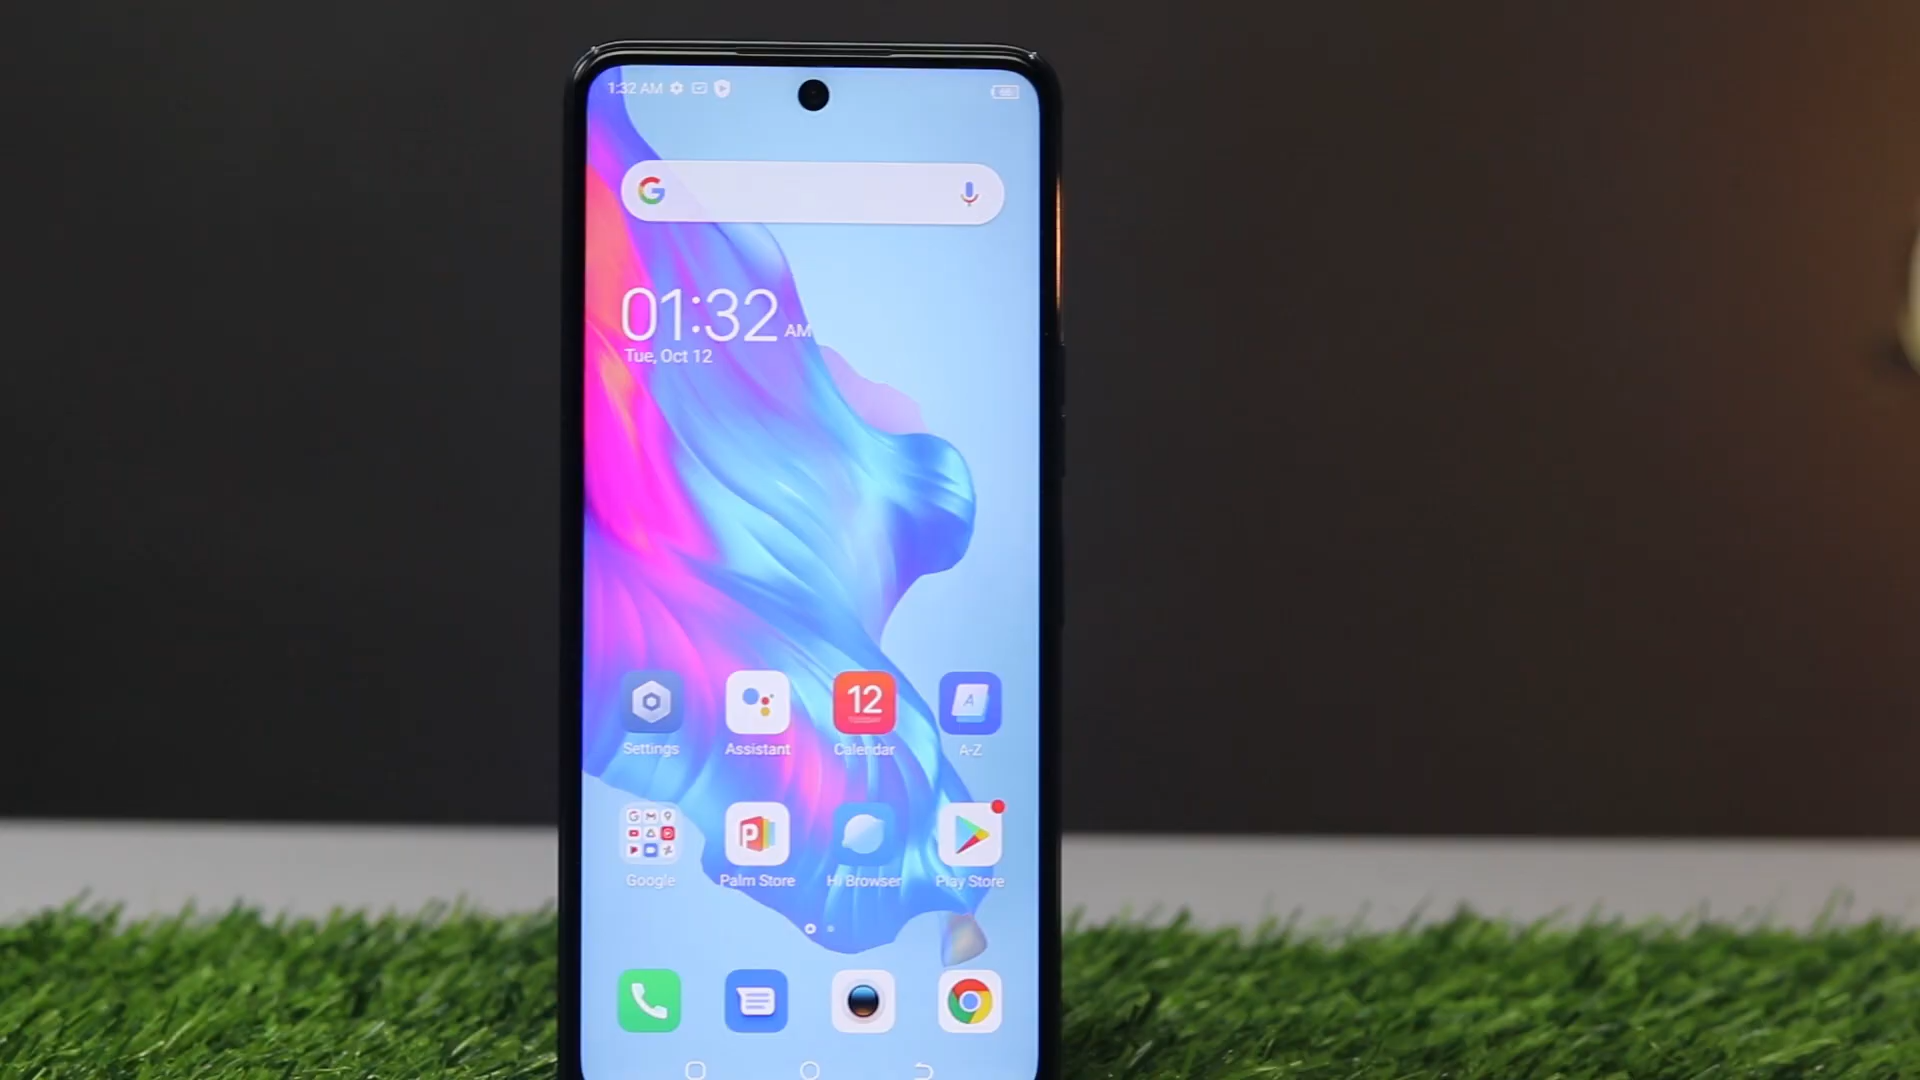 1:32 AM
01:32 AM
Tue, Oct 12
12
Settings
Assistant
Calendar
A-Z
Google
Palm Store
Hi Browser
Play Store